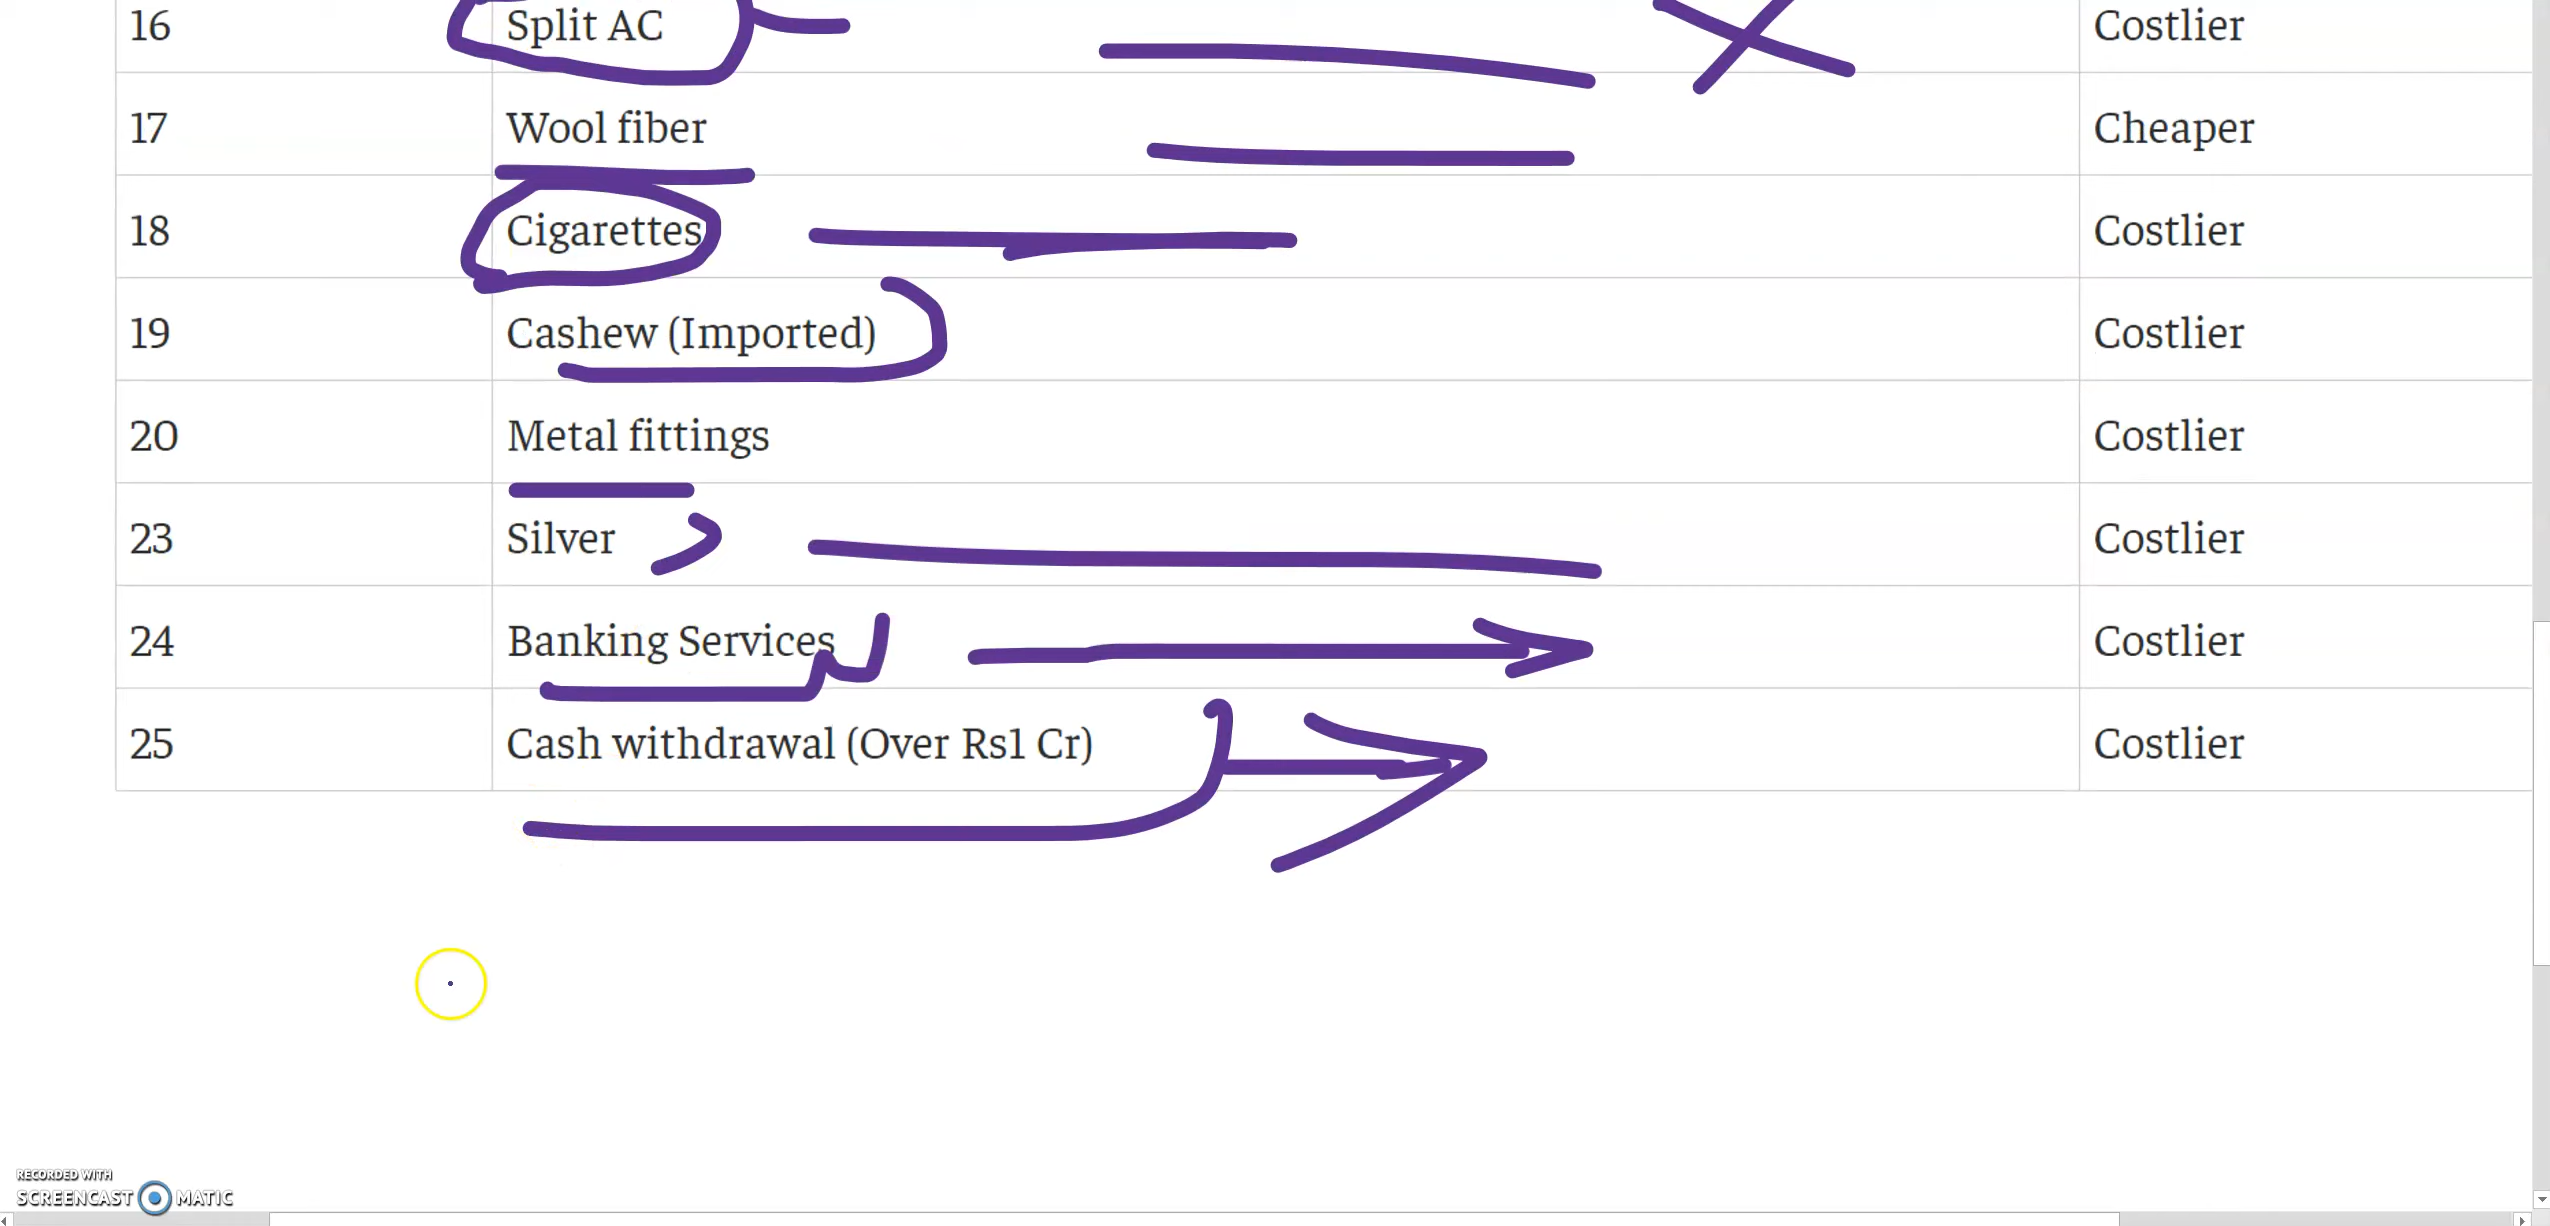 16 Split AC Costlier
17 Wool fiber Cheaper
18 Cigarettes Costlier
19 Cashew (Imported) Costlier
20 Metal fittings Costlier
23 Silver Costlier
24 Banking Services Costlier
25 Cash withdrawal (Over Rs1 Cr) Costlier
RECORDED WITH
SCREENCAST MATIC